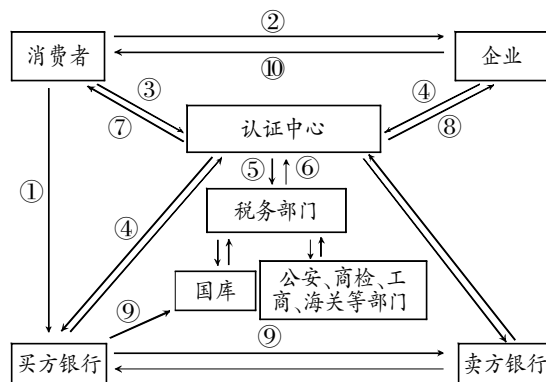 ②
消费者
企业
⑩
③
④
⑦
⑧
认证中心
①
⑤
⑥
④
税务部门
国库
公安、商检、工
商、海关等部门
⑨
⑨
买方银行
卖方银行